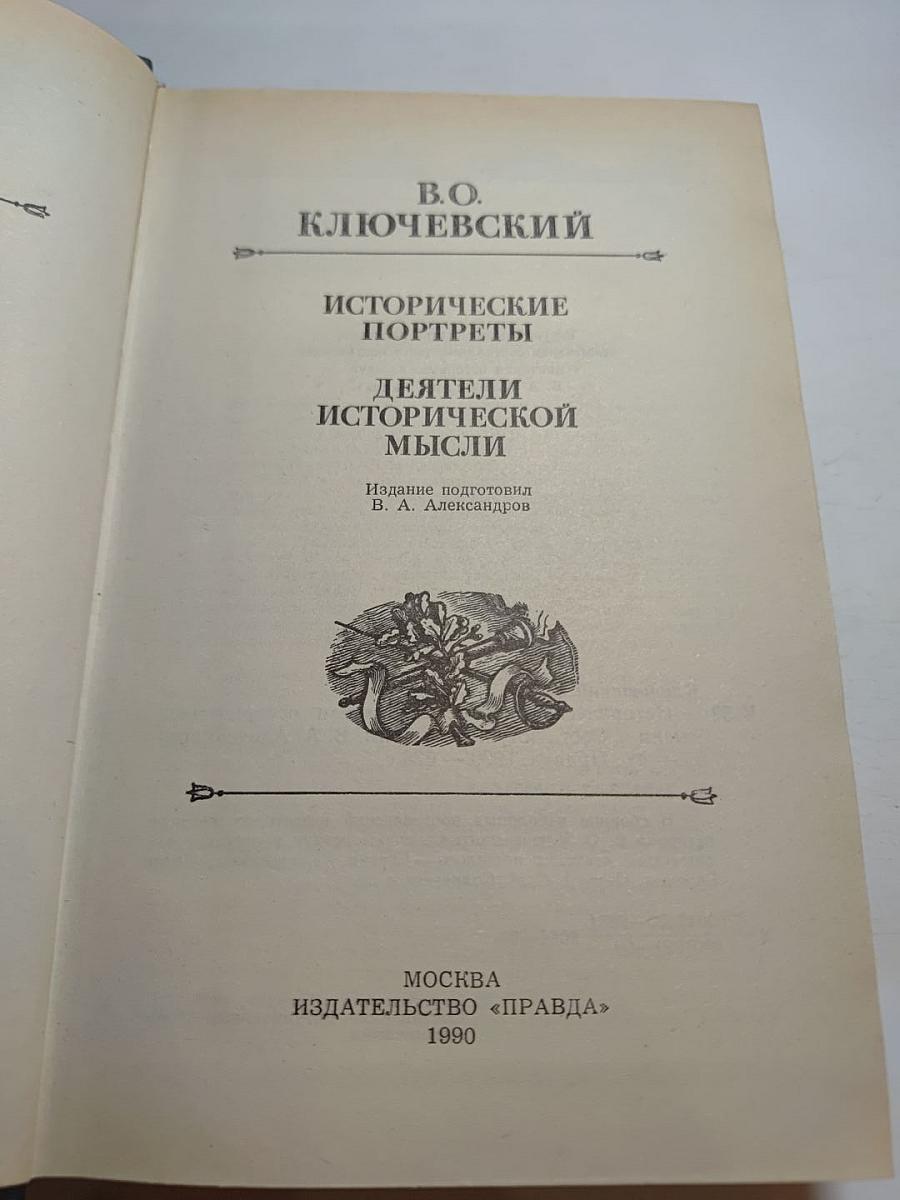 В.О.
КЛЮЧЕВСКИЙ
ИСТОРИЧЕСКИЕ
ПОРТРЕТЫ
ДЕЯТЕЛИ
ИСТОРИЧЕСКОЙ
МЫСЛИ
Издание подготовил
В. А. Александров
МОСКВА
ИЗДАТЕЛЬСТВО «ПРАВДА»
1990